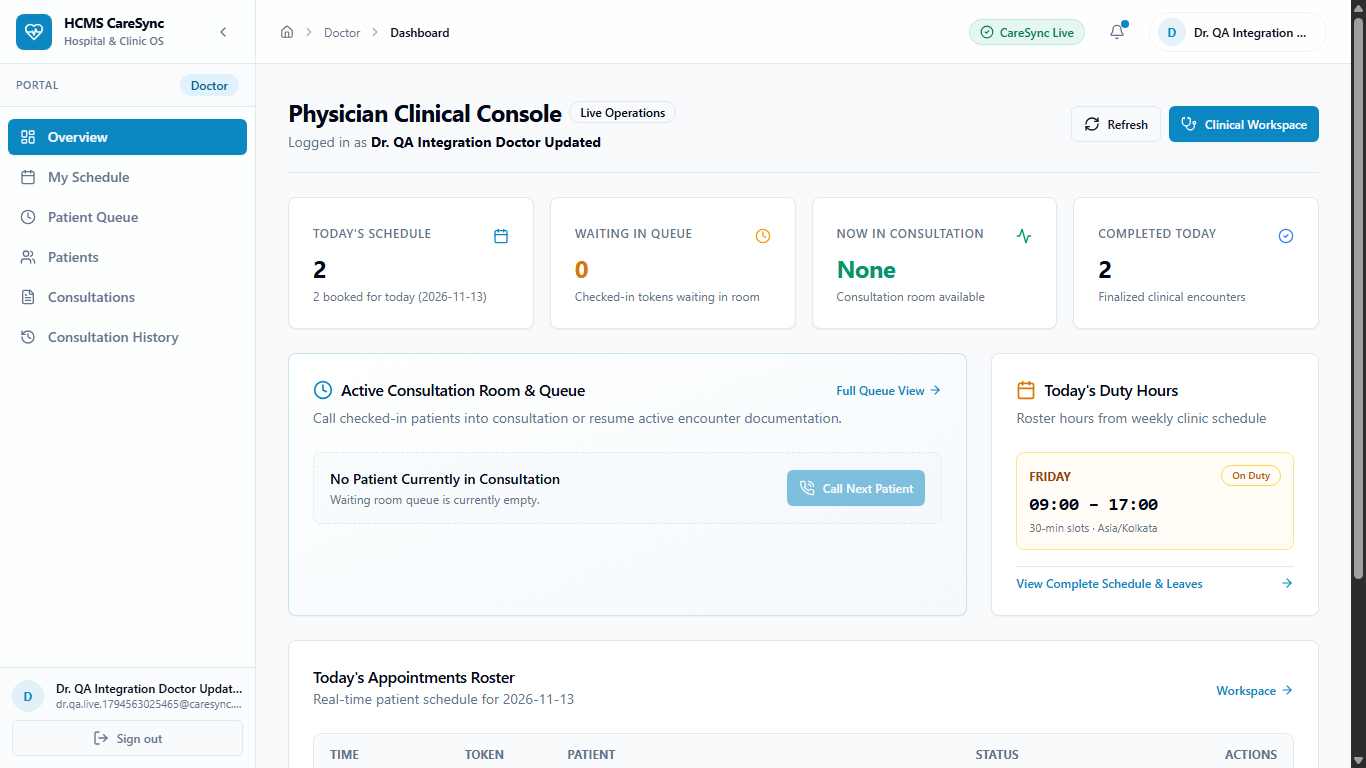 HCMS CareSync
Hospital & Clinic OS
PORTAL
Doctor
Overview
My Schedule
Patient Queue
Patients
Consultations
Consultation History
D
Dr. QA Integration Doctor Updat...
dr.qa.live.1794563025465@caresync....
Sign out
Doctor
Dashboard
CareSync Live
D
Dr. QA Integration ...
Physician Clinical Console
Live Operations
Logged in as Dr. QA Integration Doctor Updated
Refresh
Clinical Workspace
TODAY'S SCHEDULE
2
2 booked for today (2026-11-13)
WAITING IN QUEUE
0
Checked-in tokens waiting in room
NOW IN CONSULTATION
None
Consultation room available
COMPLETED TODAY
2
Finalized clinical encounters
Active Consultation Room & Queue
Full Queue View
Call checked-in patients into consultation or resume active encounter documentation.
No Patient Currently in Consultation
Waiting room queue is currently empty.
Call Next Patient
Today's Duty Hours
Roster hours from weekly clinic schedule
FRIDAY
On Duty
09:00 – 17:00
30-min slots · Asia/Kolkata
View Complete Schedule & Leaves
Today's Appointments Roster
Real-time patient schedule for 2026-11-13
Workspace
TIME TOKEN PATIENT STATUS ACTIONS